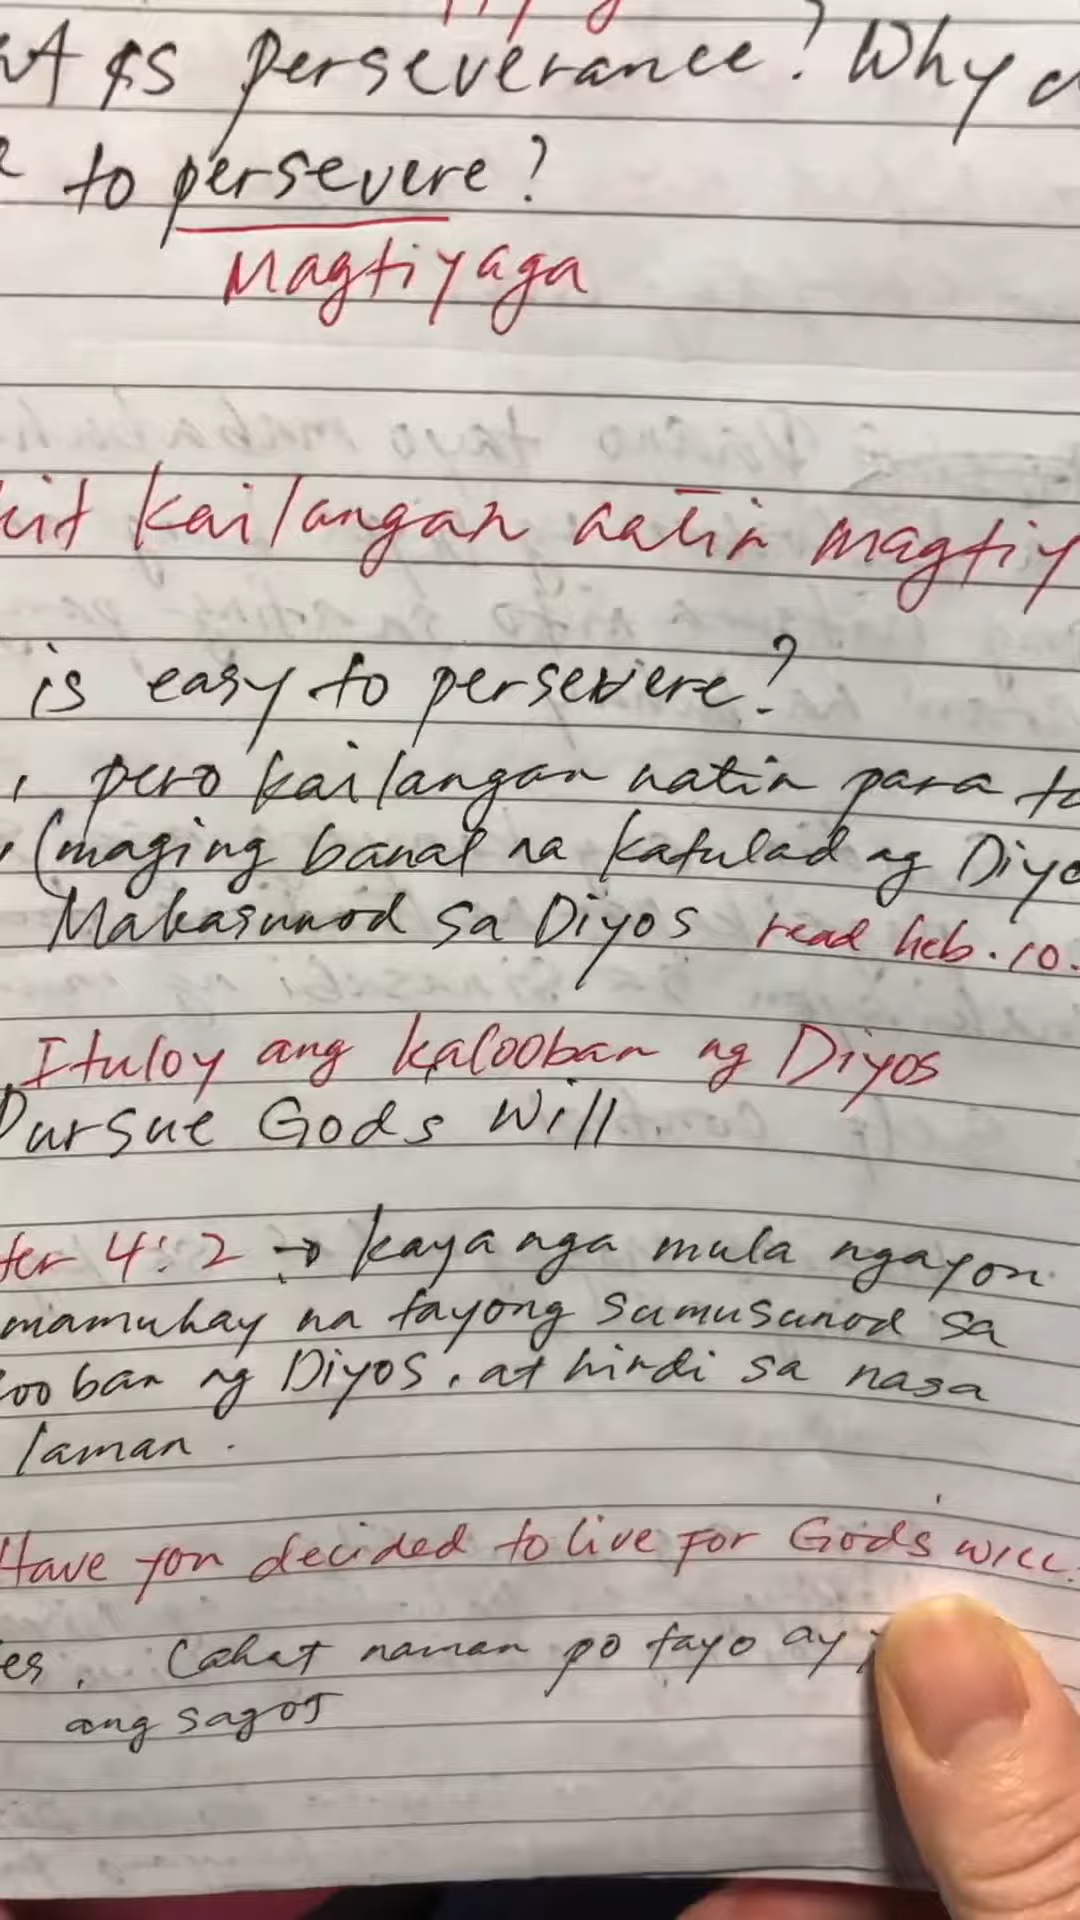 is perseverance? Why
to persevere?
Magtiyaga
kailangan natin magtiy
is easy to persevere?
, pero kailangan natin para
(maging banal na katulad ng Diyo
Makasunod sa Diyos read heb. 10.
Ituloy ang kalooban ng Diyos
Pursue Gods Will
ter 4:2 → kaya nga mula ngayon
mamuhay na tayong sumusunod sa
ooban ng Diyos, at hindi sa nasa
laman.
Have you decided to live for God's will
es, Lahat naman po tayo ay
ang sagot